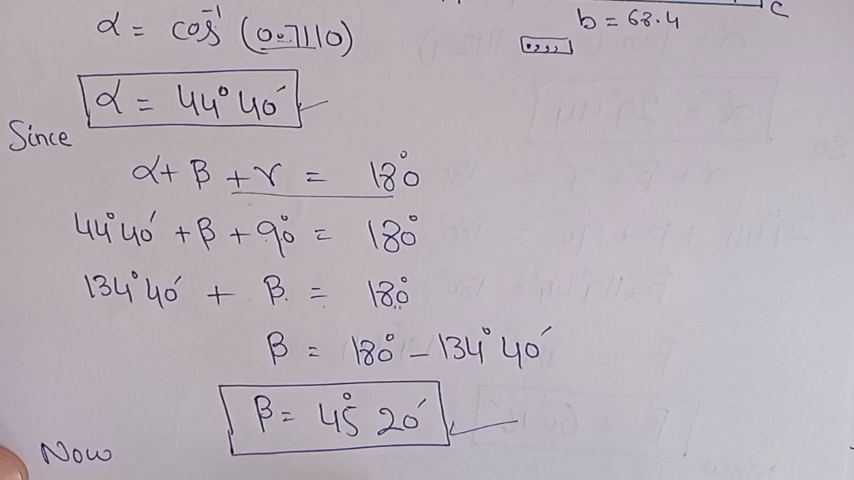 C
b = 68.4
α = cos⁻¹ (0.7110)
α = 44° 40′
Since
α + β + γ = 180°
44° 40′ + β + 90° = 180°
134° 40′ + β = 180°
β = 180° – 134° 40′
β = 45° 20′
Now